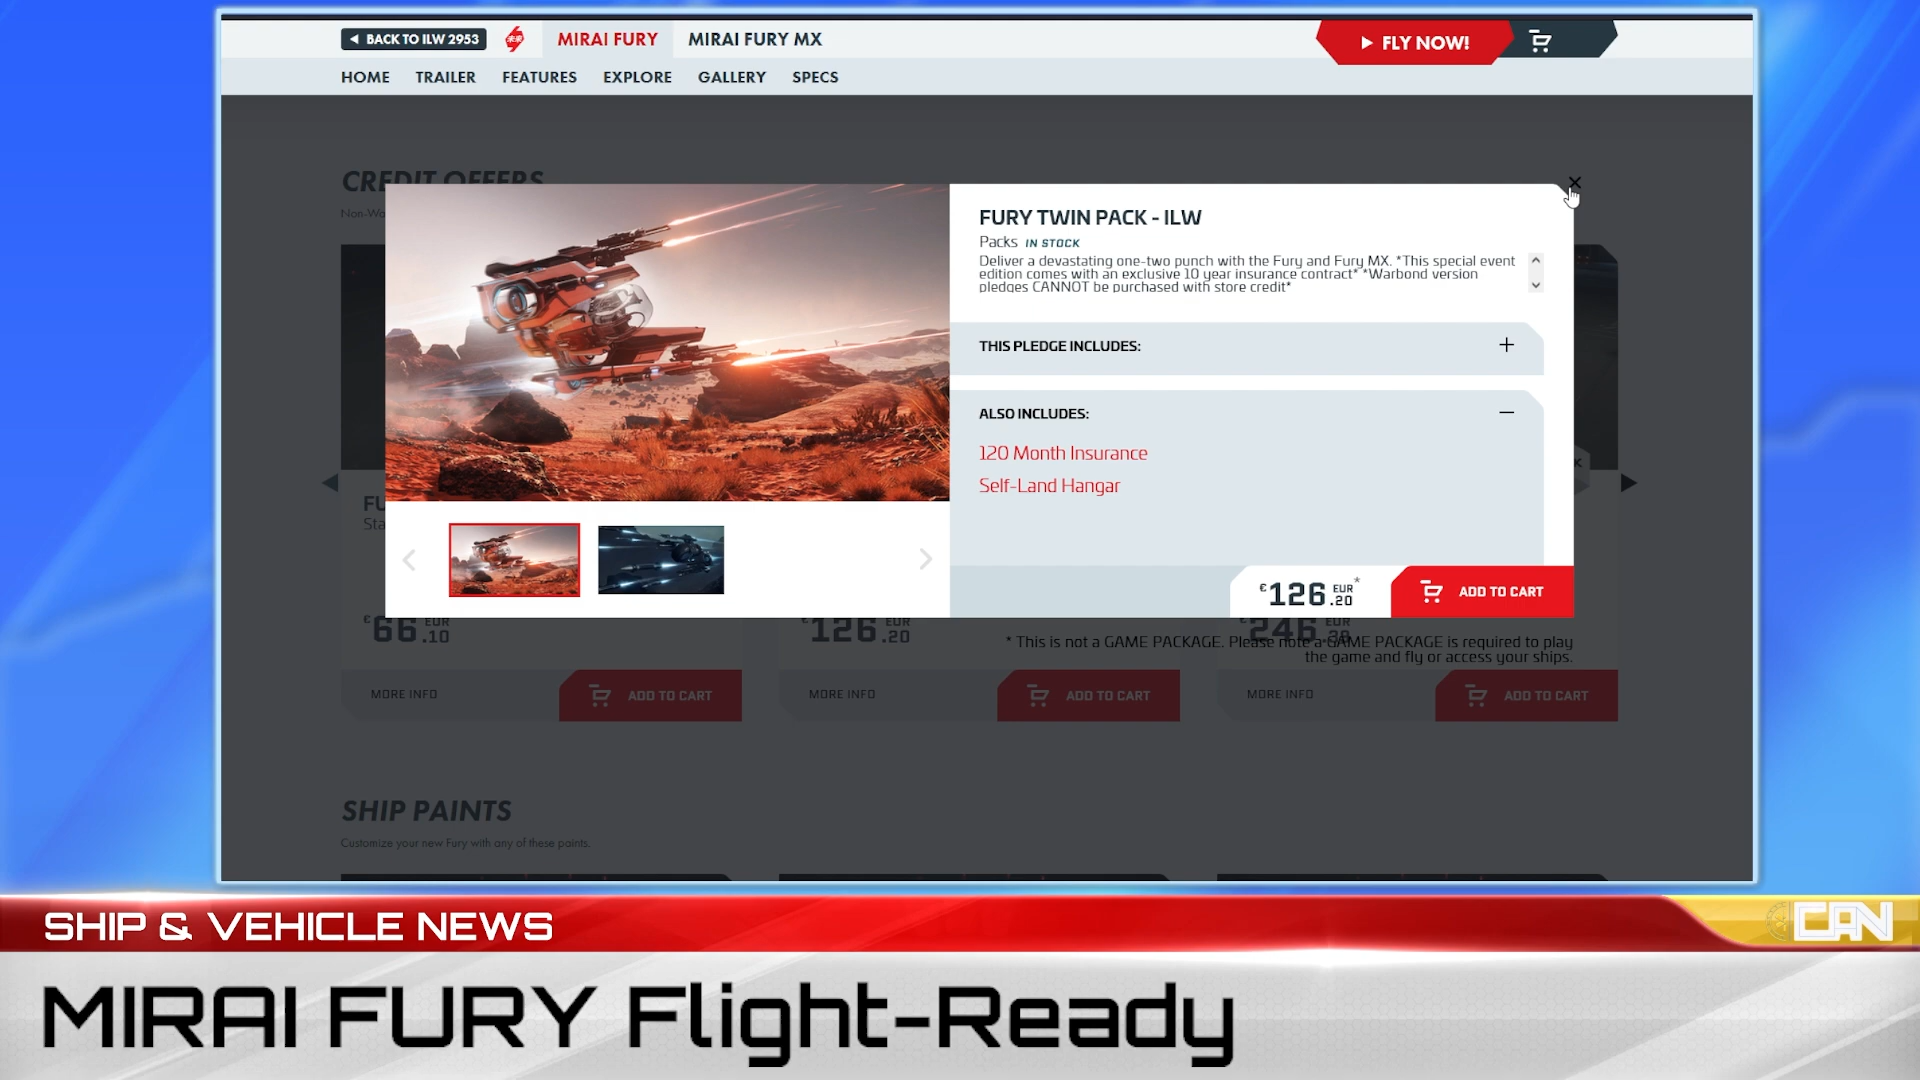 BACK TO ILW 2953
MIRAI FURY
MIRAI FURY MX
FLY NOW!
HOME TRAILER FEATURES EXPLORE GALLERY SPECS
CREDIT OFFERS
FURY TWIN PACK - ILW
Packs IN STOCK
Deliver a devastating one-two punch with the Fury and Fury MX. *This special event
edition comes with an exclusive 10 year insurance contract* *Warbond version
pledges CANNOT be purchased with store credit*
THIS PLEDGE INCLUDES:
ALSO INCLUDES:
120 Month Insurance
Self-Land Hangar
€126.20 EUR*
ADD TO CART
€66.10 EUR
€126.20 EUR
* This is not a GAME PACKAGE. Please note a GAME PACKAGE is required to play
the game and fly or access your ships.
MORE INFO ADD TO CART
MORE INFO ADD TO CART
MORE INFO ADD TO CART
SHIP PAINTS
Customize your new Fury with any of these paints.
SHIP & VEHICLE NEWS
CAN
MIRAI FURY Flight-Ready